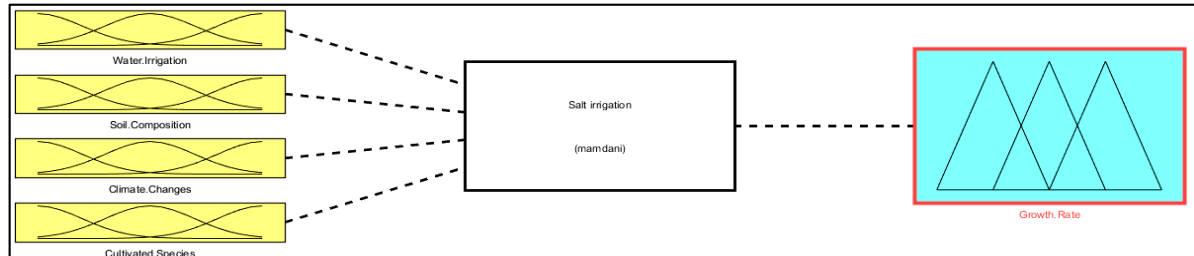 Water.Irrigation
Soil.Composition
Climate.Changes
Cultivated.Species
Salt irrigation
(mamdani)
Growth.Rate